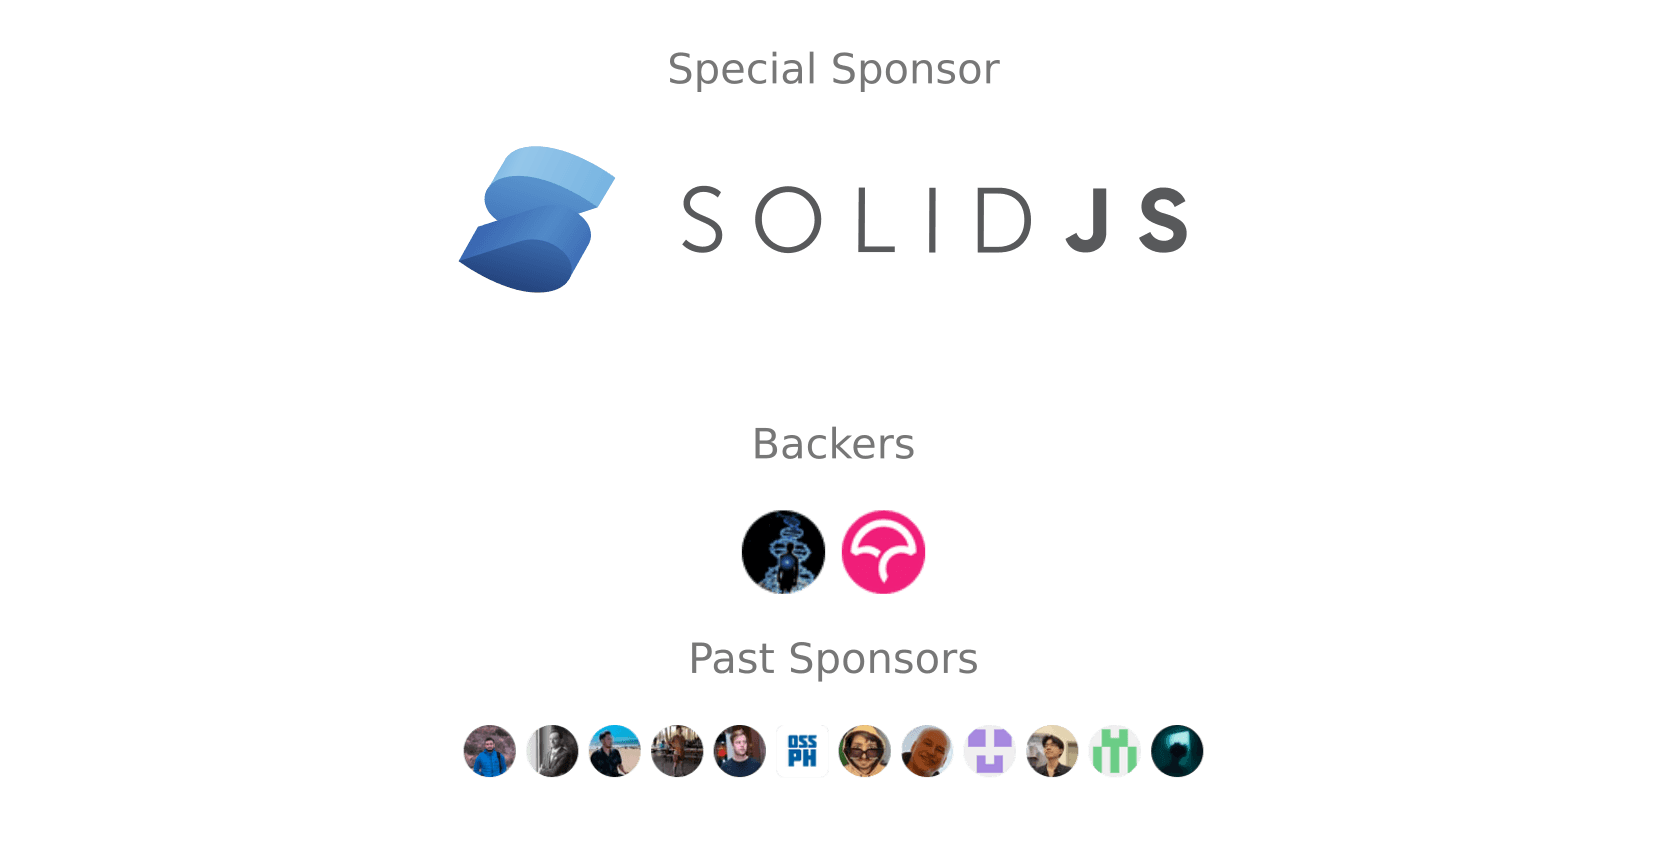 Special Sponsor
SOLIDJS
Backers
Past Sponsors
OSS
PH